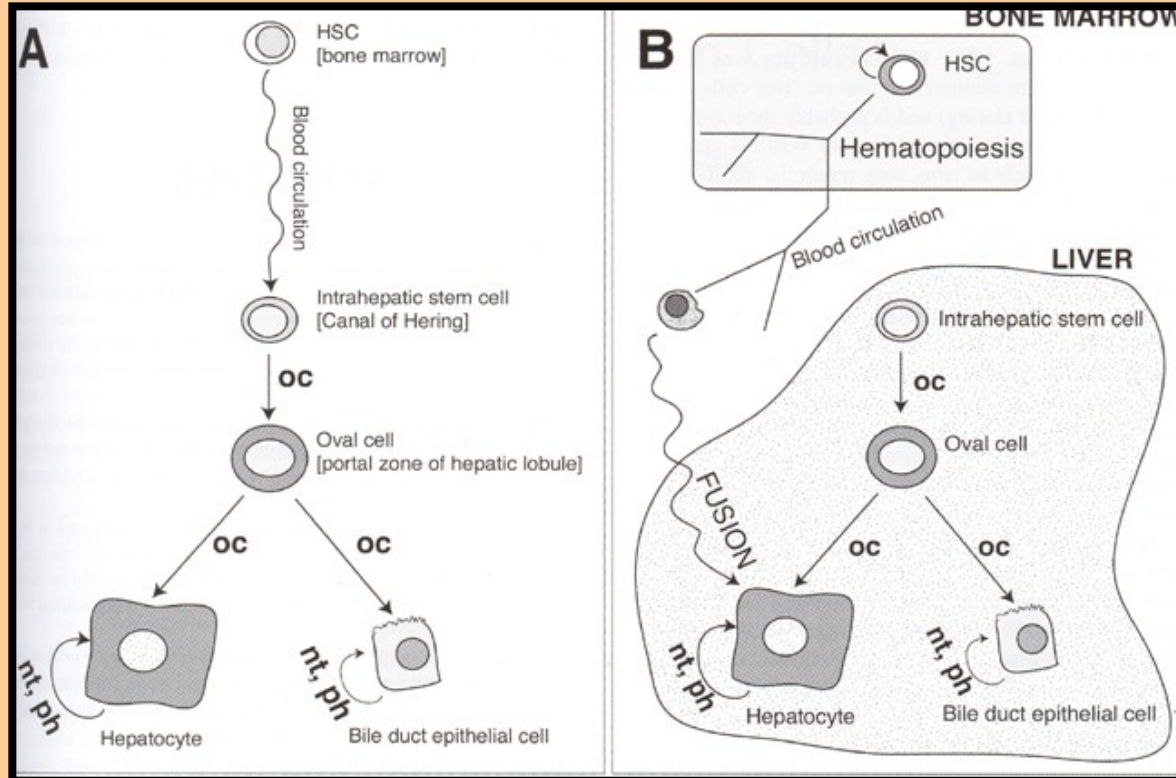 A
HSC
[bone marrow]
Blood circulation
Intrahepatic stem cell
[Canal of Hering]
oc
Oval cell
[portal zone of hepatic lobule]
oc
oc
nt, ph
nt, ph
Hepatocyte
Bile duct epithelial cell
BONE MARROW
B
HSC
Hematopoiesis
Blood circulation
LIVER
Intrahepatic stem cell
oc
Oval cell
FUSION
oc
oc
nt, ph
nt, ph
Hepatocyte
Bile duct epithelial cell